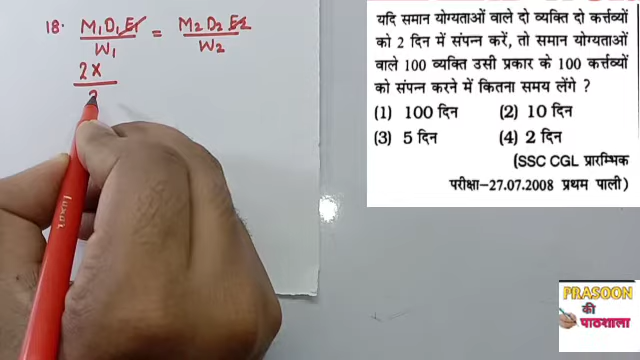 18. M₁D₁E₁ / W₁ = M₂D₂E₂ / W₂
2 x
2
यदि समान योग्यताओं वाले दो व्यक्ति दो कर्त्तव्यों
को 2 दिन में संपन्न करें, तो समान योग्यताओं
वाले 100 व्यक्ति उसी प्रकार के 100 कर्त्तव्यों
को संपन्न करने में कितना समय लेंगे ?
(1) 100 दिन (2) 10 दिन
(3) 5 दिन (4) 2 दिन
(SSC CGL प्रारम्भिक
परीक्षा–27.07.2008 प्रथम पाली)
PRASOON
की
पाठशाला
luxor